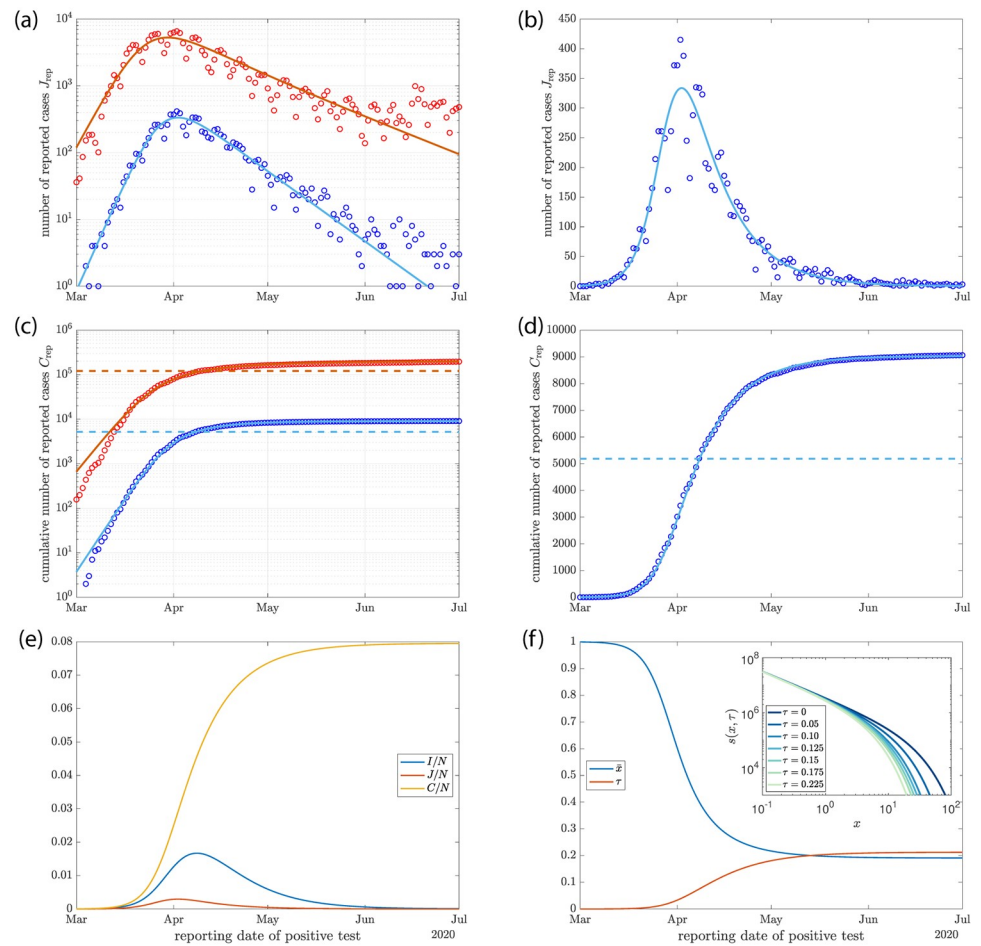 (a)
number of reported cases J_rep
10^4
10^3
10^2
10^1
10^0
Mar Apr May Jun Jul
(b)
number of reported cases J_rep
450
400
350
300
250
200
150
100
50
0
Mar Apr May Jun Jul
(c)
cumulative number of reported cases C_rep
10^6
10^5
10^4
10^3
10^2
10^1
10^0
Mar Apr May Jun Jul
(d)
cumulative number of reported cases C_rep
10000
9000
8000
7000
6000
5000
4000
3000
2000
1000
0
Mar Apr May Jun Jul
(e)
0.08
0.07
0.06
0.05
0.04
0.03
0.02
0.01
0
I/N
J/N
C/N
Mar Apr May Jun Jul
reporting date of positive test 2020
(f)
1
0.9
0.8
0.7
0.6
0.5
0.4
0.3
0.2
0.1
0
x̄
τ
s(x, τ)
10^8
10^6
10^4
τ = 0
τ = 0.05
τ = 0.10
τ = 0.125
τ = 0.15
τ = 0.175
τ = 0.225
10^-1 10^0 10^1 10^2
x
Mar Apr May Jun Jul
reporting date of positive test 2020